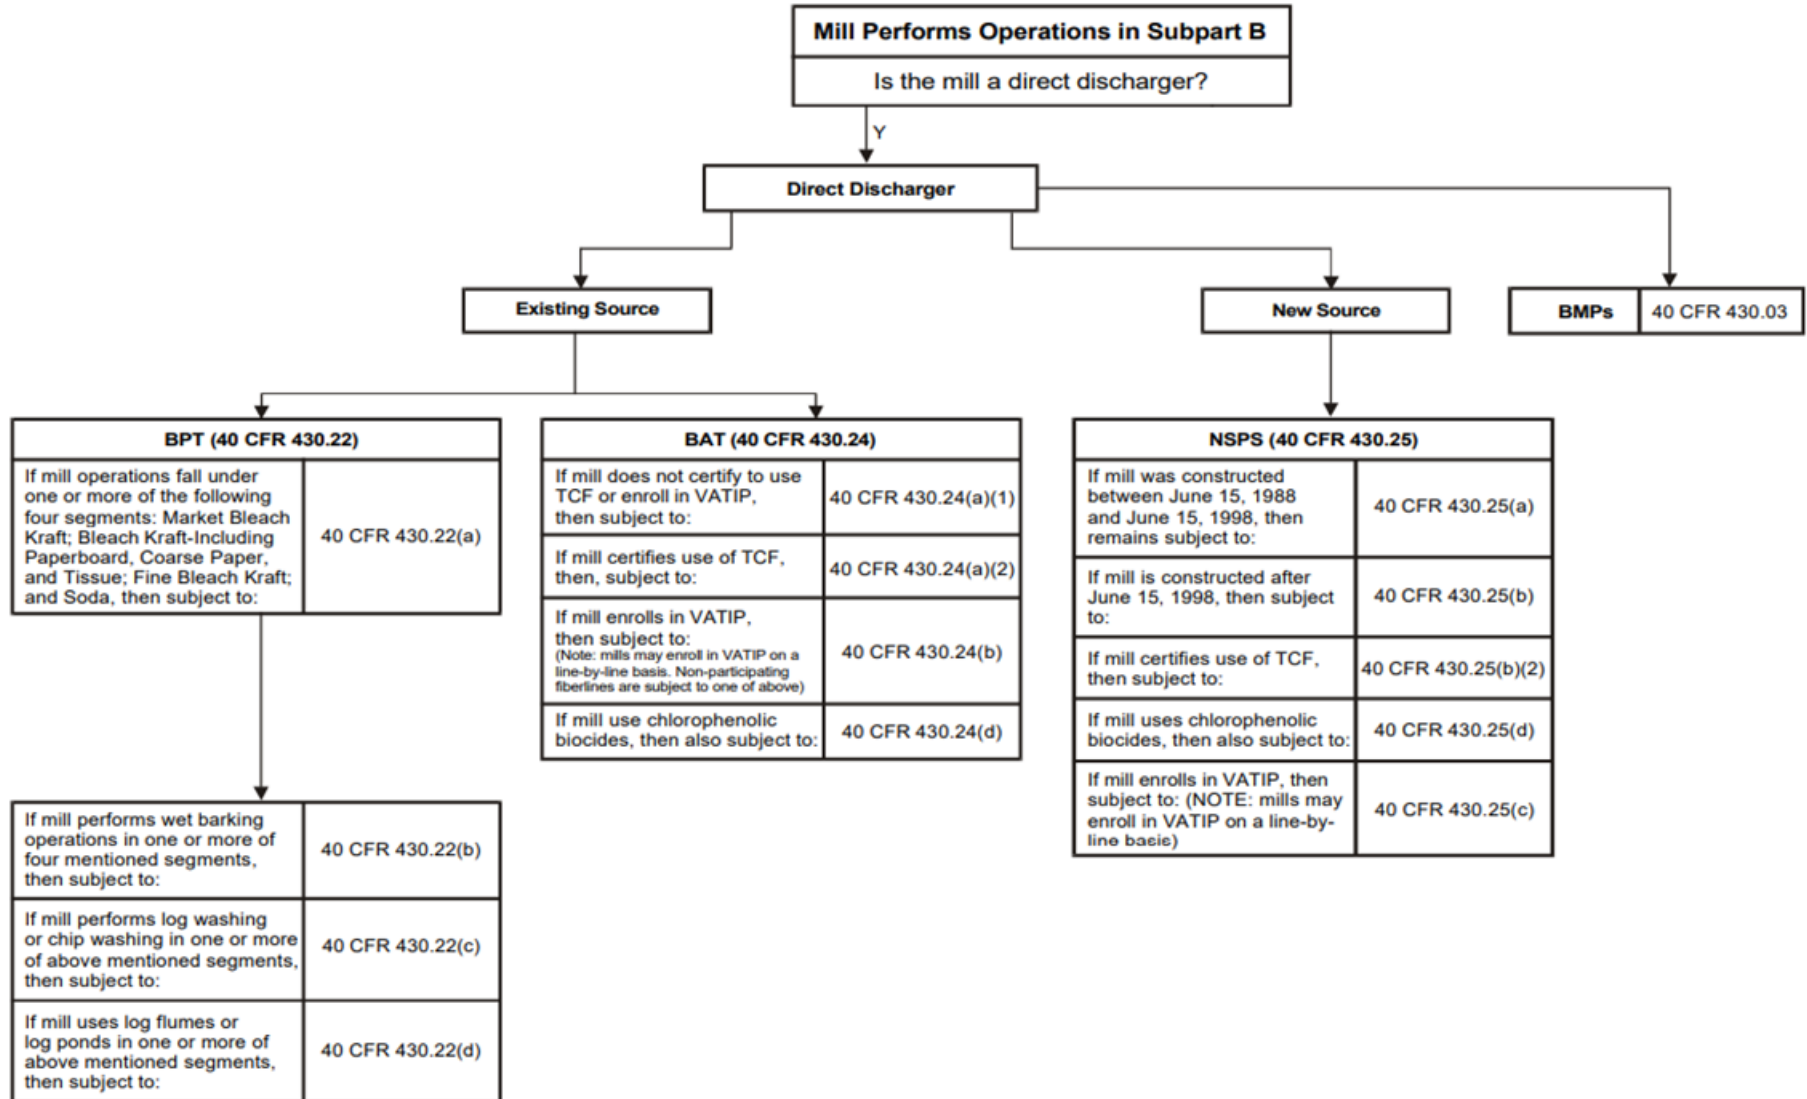 Mill Performs Operations in Subpart B
Is the mill a direct discharger?
Y
Direct Discharger
Existing Source
New Source
BMPs
40 CFR 430.03
BPT (40 CFR 430.22)
If mill operations fall under
one or more of the following
four segments: Market Bleach
Kraft; Bleach Kraft-Including
Paperboard, Coarse Paper,
and Tissue; Fine Bleach Kraft;
and Soda, then subject to:
40 CFR 430.22(a)
If mill performs wet barking
operations in one or more of
four mentioned segments,
then subject to:
40 CFR 430.22(b)
If mill performs log washing
or chip washing in one or more
of above mentioned segments,
then subject to:
40 CFR 430.22(c)
If mill uses log flumes or
log ponds in one or more of
above mentioned segments,
then subject to:
40 CFR 430.22(d)
BAT (40 CFR 430.24)
If mill does not certify to use
TCF or enroll in VATIP,
then subject to:
40 CFR 430.24(a)(1)
If mill certifies use of TCF,
then, subject to:
40 CFR 430.24(a)(2)
If mill enrolls in VATIP,
then subject to:
(Note: mills may enroll in VATIP on a
line-by-line basis. Non-participating
fiberlines are subject to one of above)
40 CFR 430.24(b)
If mill use chlorophenolic
biocides, then also subject to:
40 CFR 430.24(d)
NSPS (40 CFR 430.25)
If mill was constructed
between June 15, 1988
and June 15, 1998, then
remains subject to:
40 CFR 430.25(a)
If mill is constructed after
June 15, 1998, then subject
to:
40 CFR 430.25(b)
If mill certifies use of TCF,
then subject to:
40 CFR 430.25(b)(2)
If mill uses chlorophenolic
biocides, then also subject to:
40 CFR 430.25(d)
If mill enrolls in VATIP, then
subject to: (NOTE: mills may
enroll in VATIP on a line-by-
line basis)
40 CFR 430.25(c)